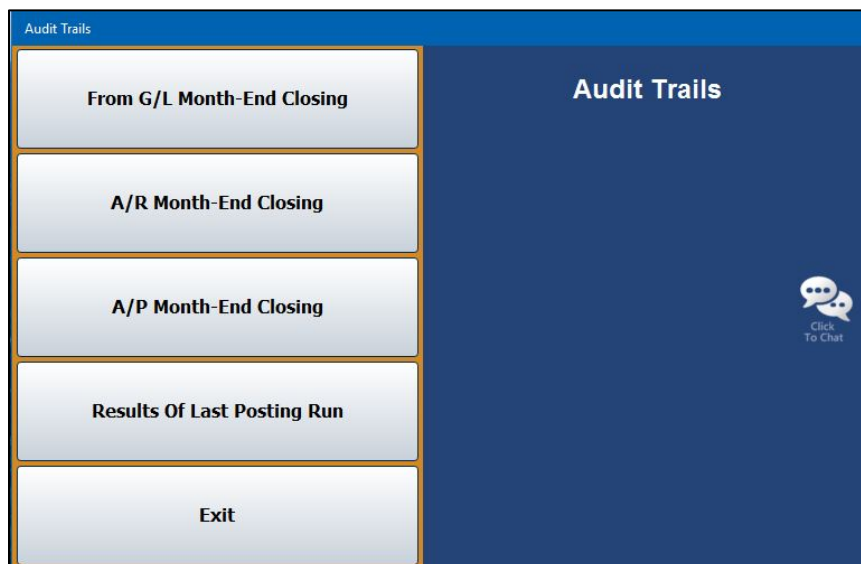 Audit Trails
From G/L Month-End Closing
A/R Month-End Closing
A/P Month-End Closing
Results Of Last Posting Run
Exit
Audit Trails
Click
To Chat